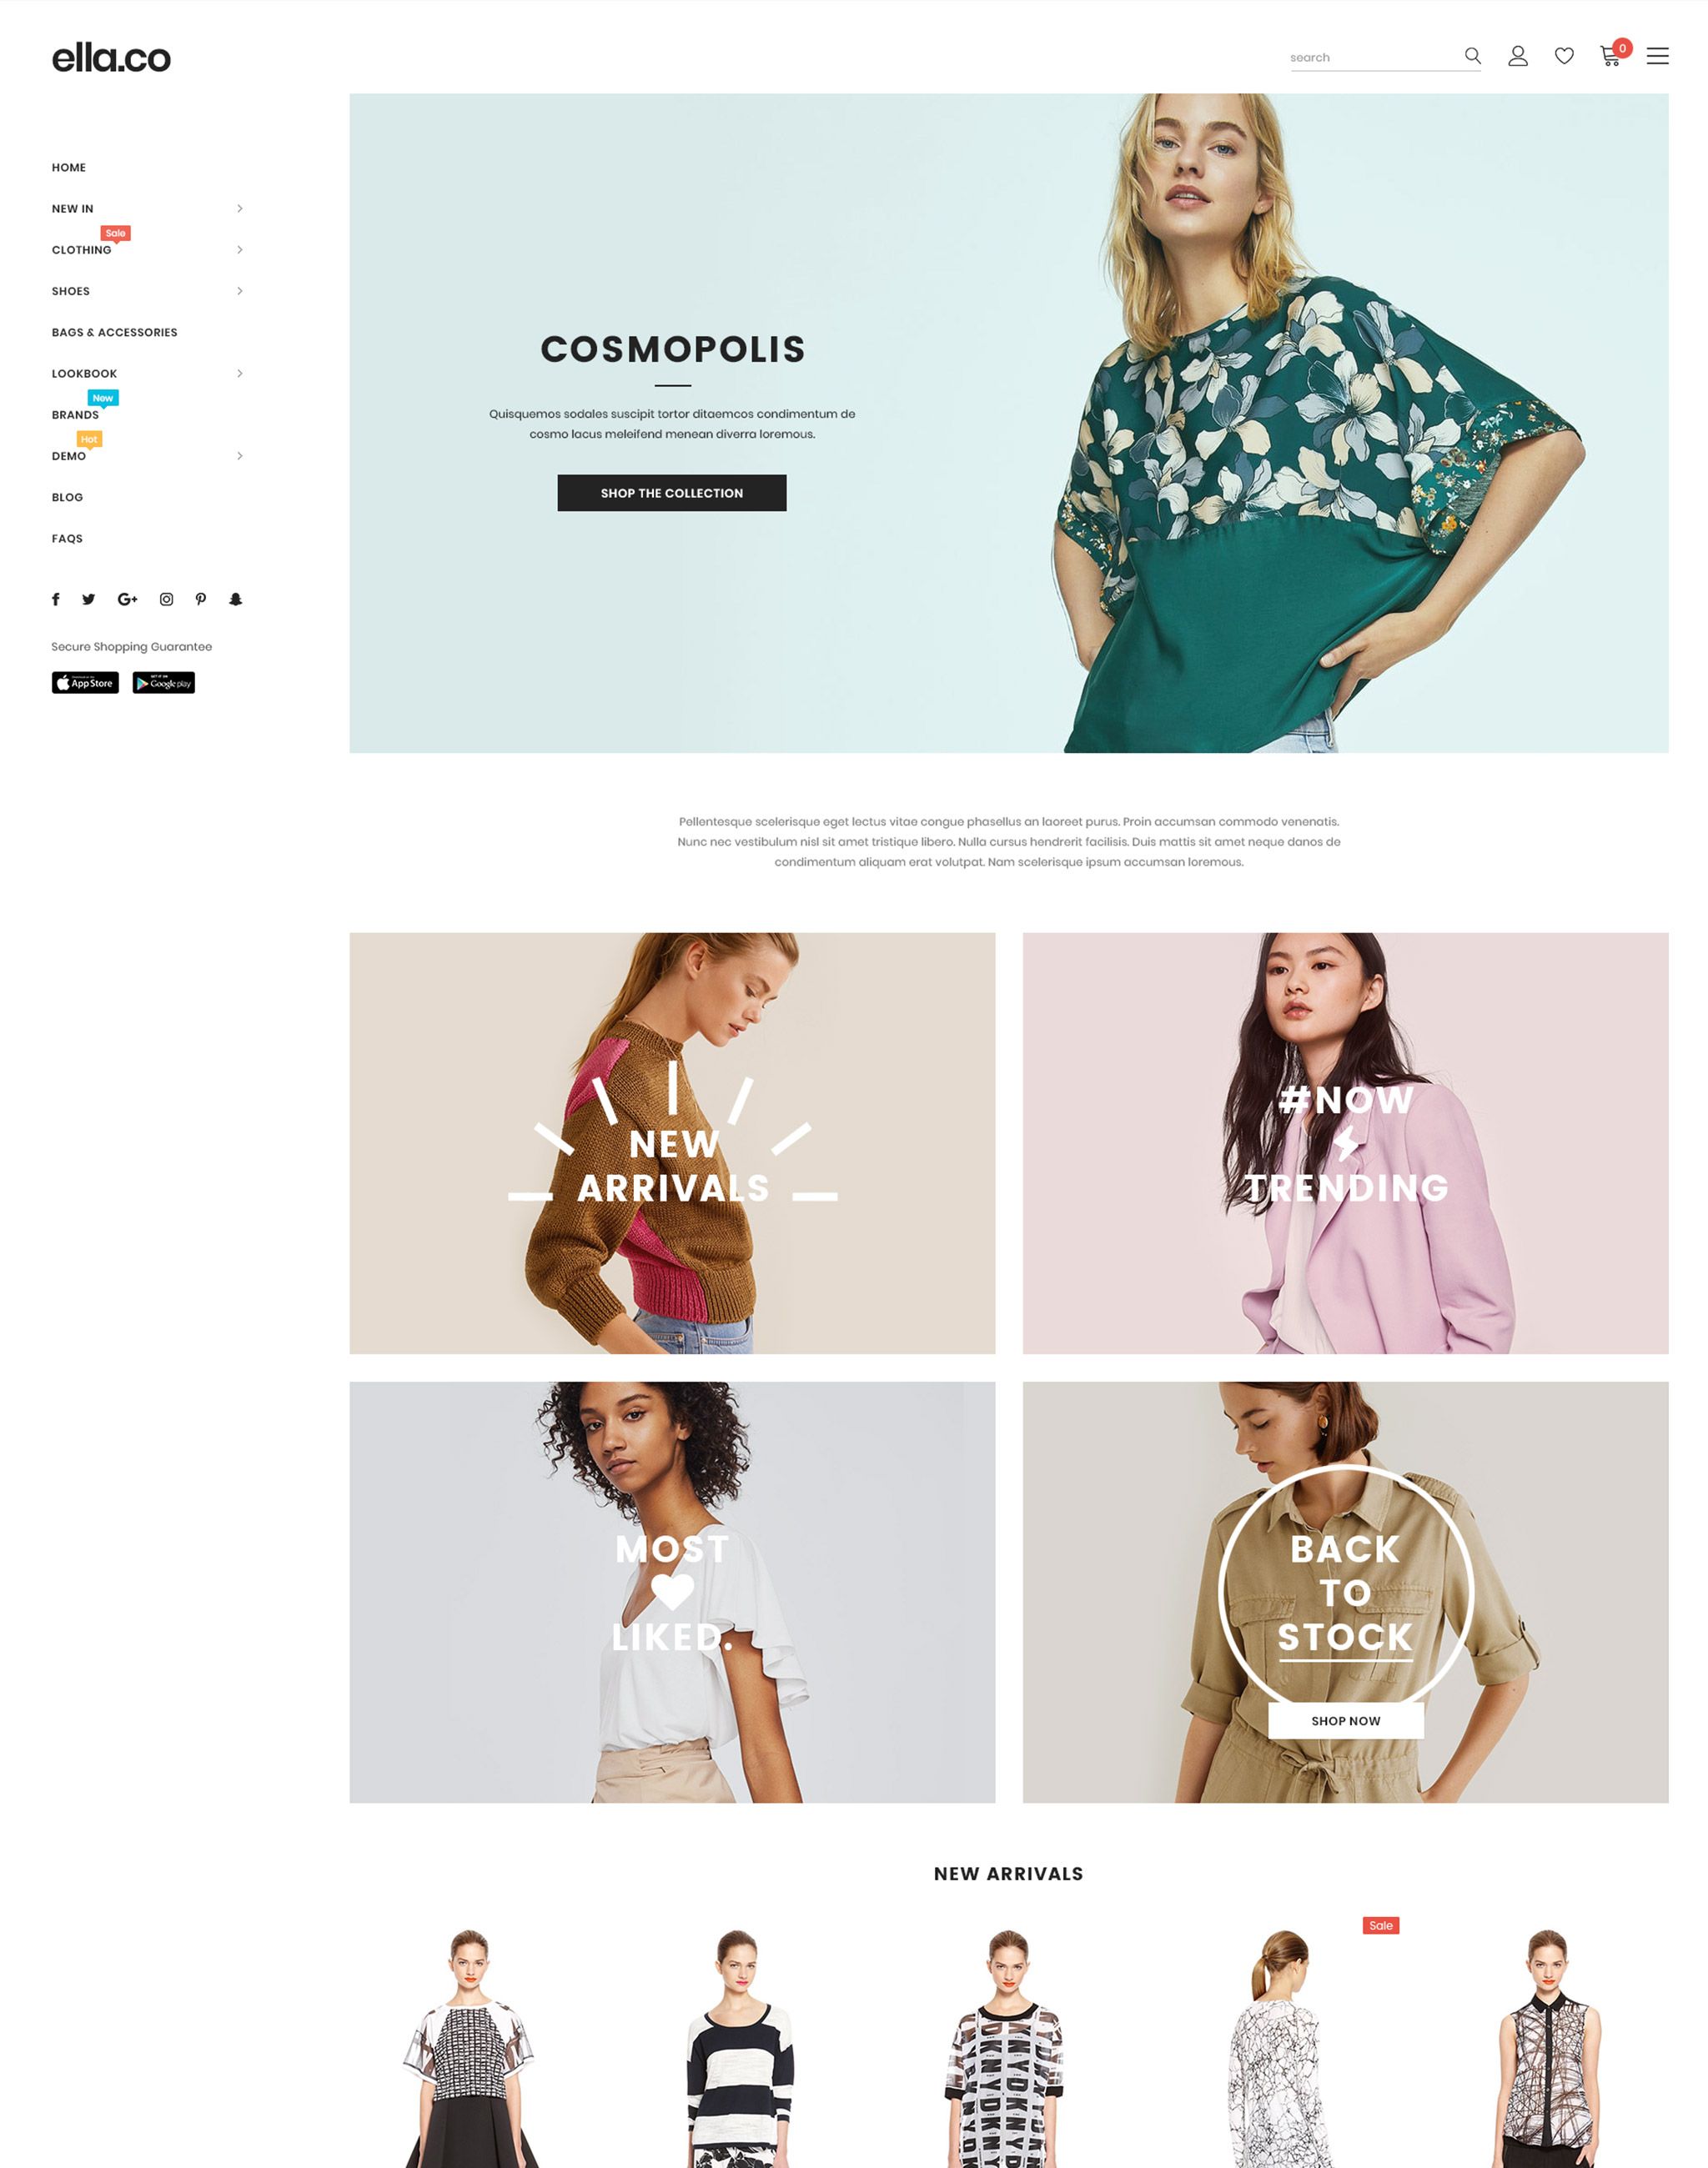 ella.co
search
0
HOME
NEW IN
Sale
CLOTHING
SHOES
BAGS & ACCESSORIES
LOOKBOOK
New
BRANDS
Hot
DEMO
BLOG
FAQS
Secure Shopping Guarantee
App Store
GET IT ON
Google play
COSMOPOLIS
Quisquemos sodales suscipit tortor ditaemcos condimentum de
cosmo lacus meleifend menean diverra loremous.
SHOP THE COLLECTION
Pellentesque scelerisque eget lectus vitae congue phasellus an laoreet purus. Proin accumsan commodo venenatis.
Nunc nec vestibulum nisl sit amet tristique libero. Nulla cursus hendrerit facilisis. Duis mattis sit amet neque danos de
condimentum aliquam erat volutpat. Nam scelerisque ipsum accumsan loremous.
NEW
ARRIVALS
#NOW
TRENDING
MOST
LIKED.
BACK
TO
STOCK
SHOP NOW
NEW ARRIVALS
Sale